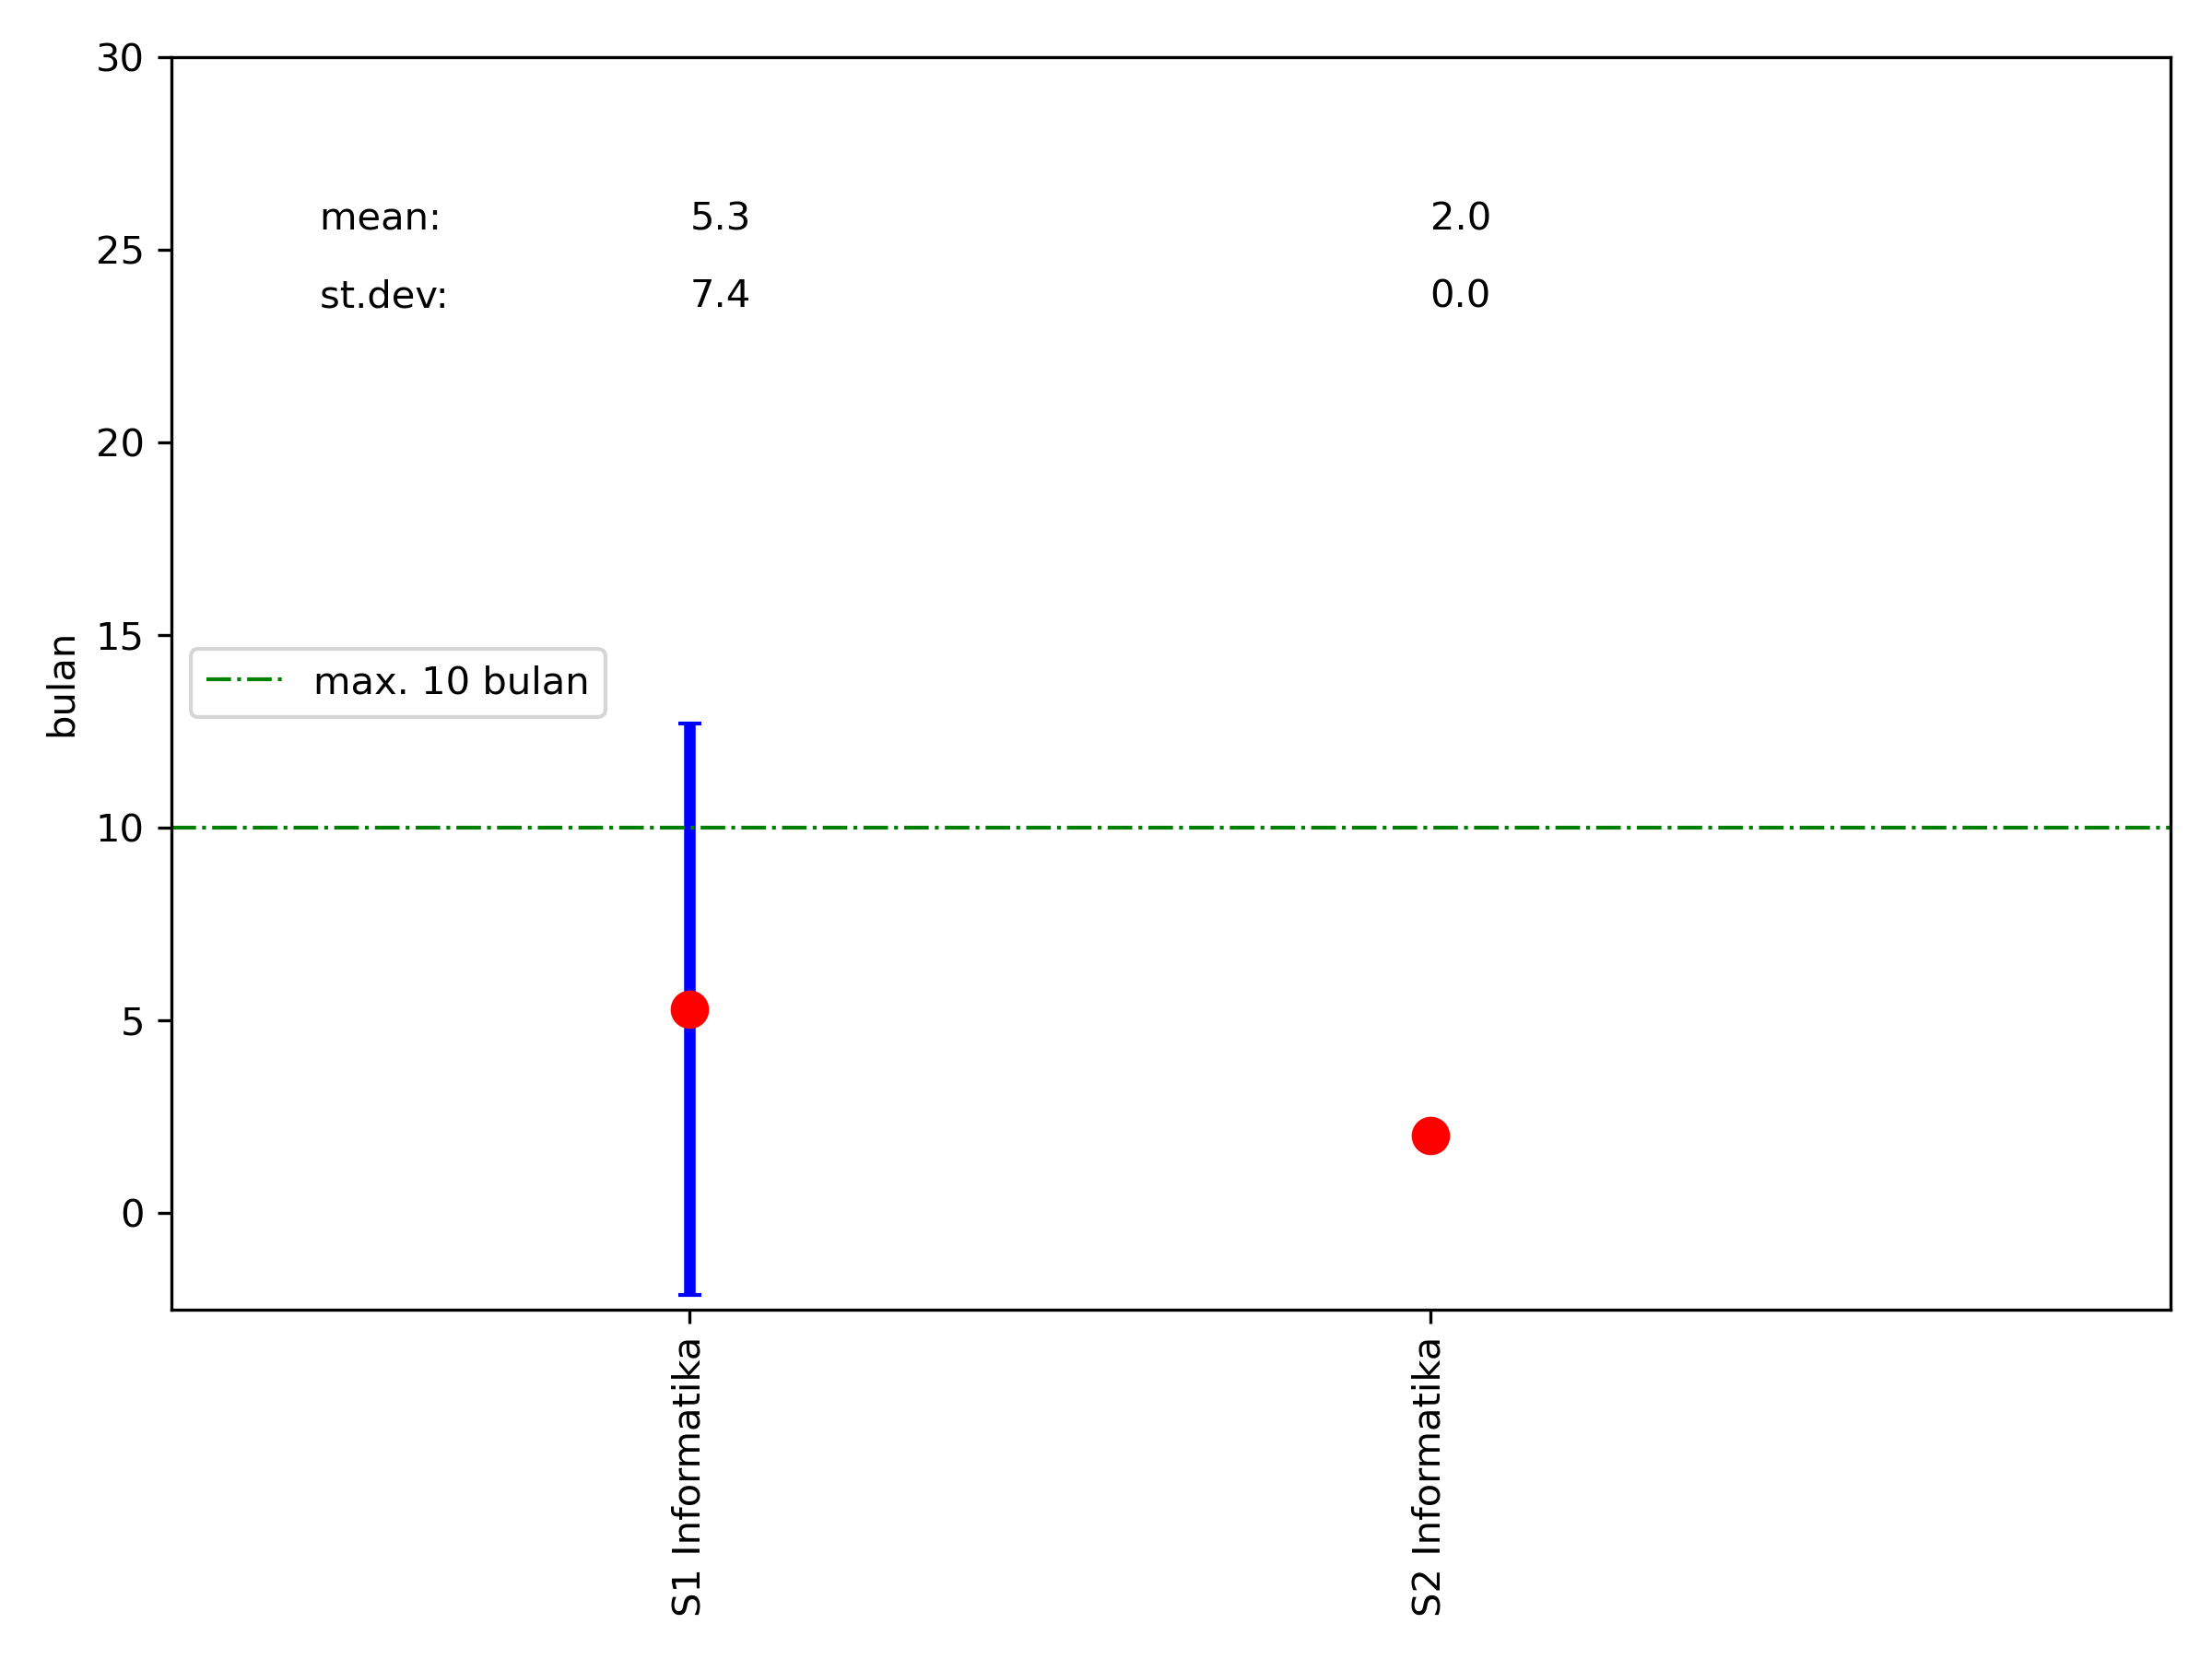 30
mean: 5.3 2.0
25
st.dev: 7.4 0.0
20
15
max. 10 bulan
bulan
10
5
0
S1 Informatika
S2 Informatika